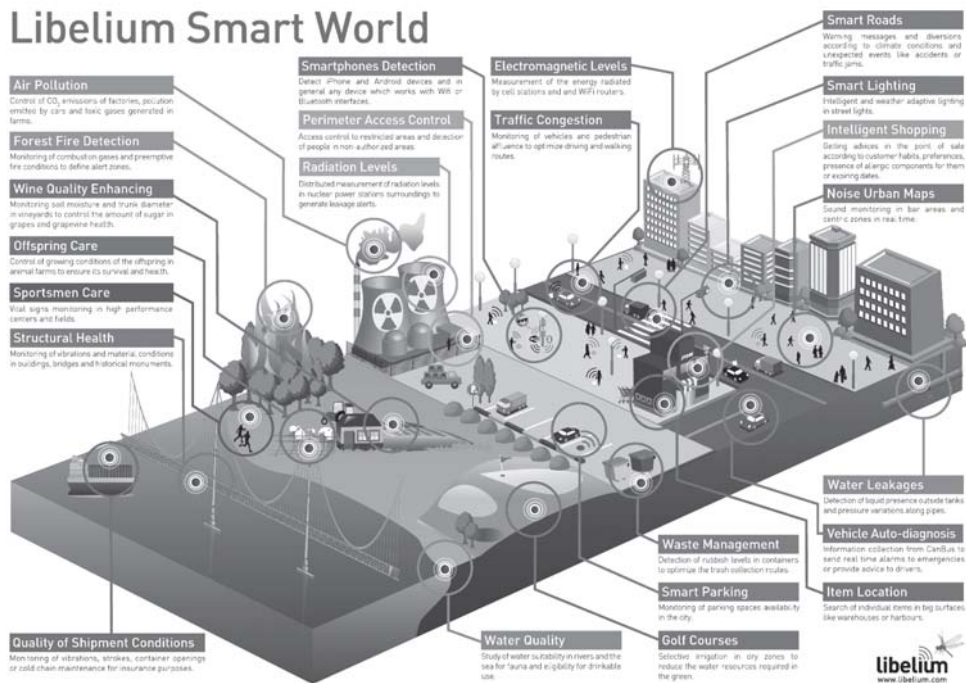 Libelium Smart World
Air Pollution
Control of CO₂ emissions of factories, pollution
emitted by cars and toxic gases generated in
farms.
Forest Fire Detection
Monitoring of combustion gases and preemptive
fire conditions to define alert zones.
Wine Quality Enhancing
Monitoring soil moisture and trunk diameter
in vineyards to control the amount of sugar in
grapes and grapevine health.
Offspring Care
Control of growing conditions of the offspring in
animal farms to ensure its survival and health.
Sportsmen Care
Vital signs monitoring in high performance
centers and fields.
Structural Health
Monitoring of vibrations and material conditions
in buildings, bridges and historical monuments.
Quality of Shipment Conditions
Monitoring of vibrations, strokes, container openings
or cold chain maintenance for insurance purposes.
Smartphones Detection
Detect iPhone and Android devices and in
general any device which works with Wifi or
Bluetooth interfaces.
Perimeter Access Control
Access control to restricted areas and detection
of people in non-authorized areas.
Radiation Levels
Distributed measurement of radiation levels
in nuclear power stations surroundings to
generate leakage alerts.
Electromagnetic Levels
Measurement of the energy radiated
by cell stations and and WiFi routers.
Traffic Congestion
Monitoring of vehicles and pedestrian
affluence to optimize driving and walking
routes.
Smart Roads
Warning messages and diversions
according to climate conditions and
unexpected events like accidents or
traffic jams.
Smart Lighting
Intelligent and weather adaptive lighting
in street lights.
Intelligent Shopping
Getting advices in the point of sale
according to customer habits, preferences,
presence of allergic components for them
or expiring dates.
Noise Urban Maps
Sound monitoring in bar areas and
centric zones in real time.
Water Leakages
Detection of liquid presence outside tanks
and pressure variations along pipes.
Vehicle Auto-diagnosis
Information collection from CanBus to
send real time alarms to emergencies
or provide advice to drivers.
Item Location
Search of individual items in big surfaces
like warehouses or harbours.
Waste Management
Detection of rubbish levels in containers
to optimize the trash collection routes.
Smart Parking
Monitoring of parking spaces availability
in the city.
Golf Courses
Selective irrigation in dry zones to
reduce the water resources required in
the green.
Water Quality
Study of water suitability in rivers and the
sea for fauna and eligibility for drinkable
use.
libelium
www.libelium.com